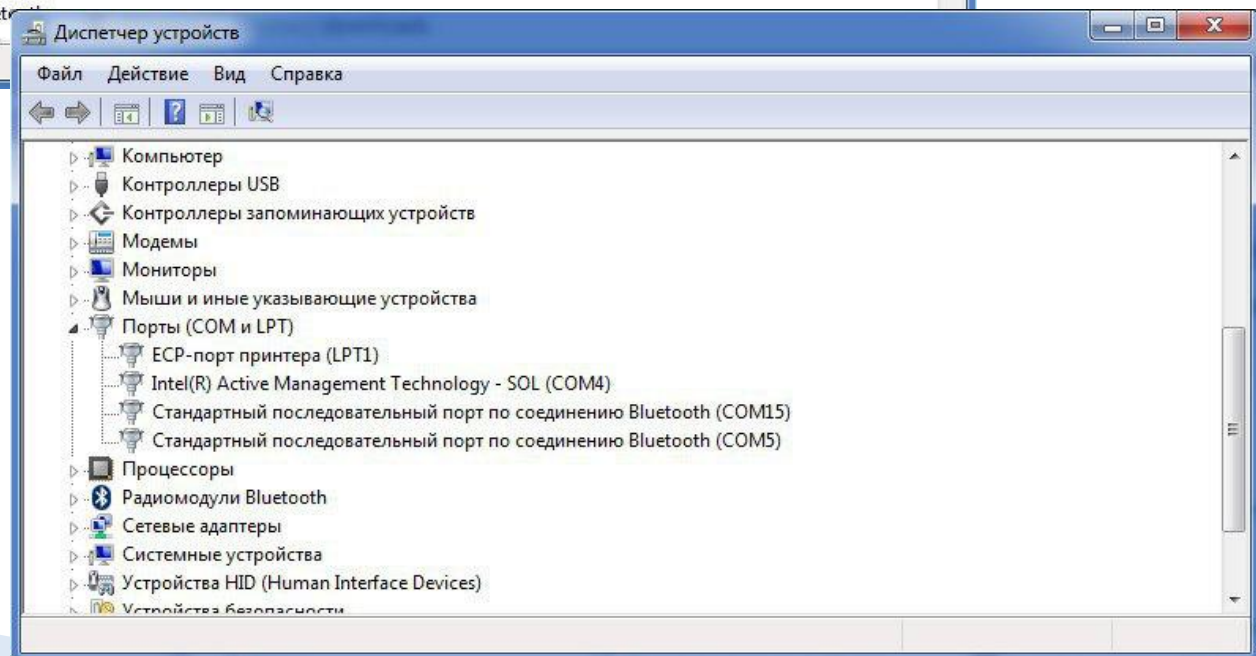 Диспетчер устройств
Файл Действие Вид Справка
Компьютер
Контроллеры USB
Контроллеры запоминающих устройств
Модемы
Мониторы
Мыши и иные указывающие устройства
Порты (COM и LPT)
ECP-порт принтера (LPT1)
Intel(R) Active Management Technology - SOL (COM4)
Стандартный последовательный порт по соединению Bluetooth (COM15)
Стандартный последовательный порт по соединению Bluetooth (COM5)
Процессоры
Радиомодули Bluetooth
Сетевые адаптеры
Системные устройства
Устройства HID (Human Interface Devices)
Устройства безопасности